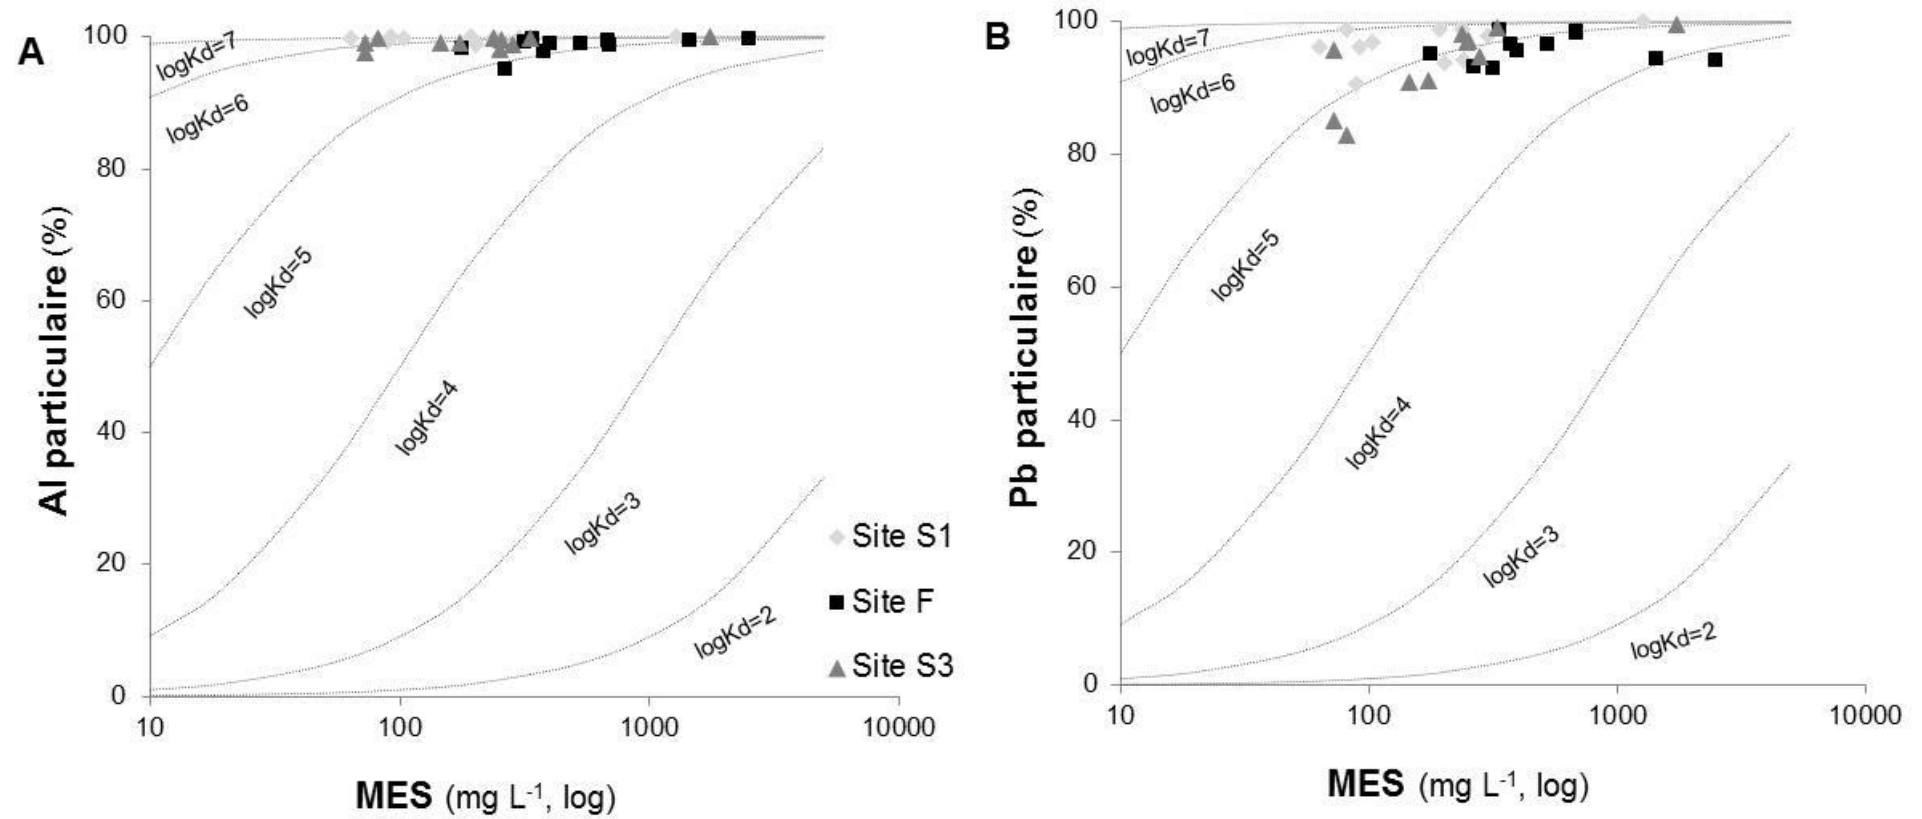 A
Al particulaire (%)
100
80
60
40
20
0
logKd=7
logKd=6
logKd=5
logKd=4
logKd=3
logKd=2
Site S1
Site F
Site S3
10
100
1000
10000
MES (mg L-1, log)
B
Pb particulaire (%)
100
80
60
40
20
0
logKd=7
logKd=6
logKd=5
logKd=4
logKd=3
logKd=2
10
100
1000
10000
MES (mg L-1, log)